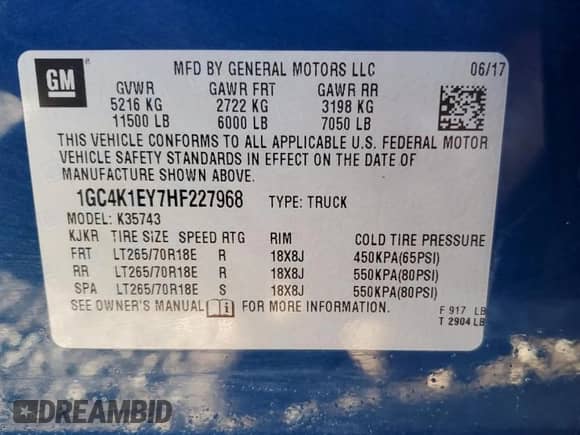 GM
MFD BY GENERAL MOTORS LLC 06/17
GVWR GAWR FRT GAWR RR
5216 KG 2722 KG 3198 KG
11500 LB 6000 LB 7050 LB
THIS VEHICLE CONFORMS TO ALL APPLICABLE U.S. FEDERAL MOTOR
VEHICLE SAFETY STANDARDS IN EFFECT ON THE DATE OF
MANUFACTURE SHOWN ABOVE.
1GC4K1EY7HF227968 TYPE: TRUCK
MODEL: K35743
KJKR TIRE SIZE SPEED RTG RIM COLD TIRE PRESSURE
FRT LT265/70R18E R 18X8J 450KPA(65PSI)
RR LT265/70R18E R 18X8J 550KPA(80PSI)
SPA LT265/70R18E S 18X8J 550KPA(80PSI)
SEE OWNER'S MANUAL FOR MORE INFORMATION.
F 917 LB
T 2904 LB
DREAMBID